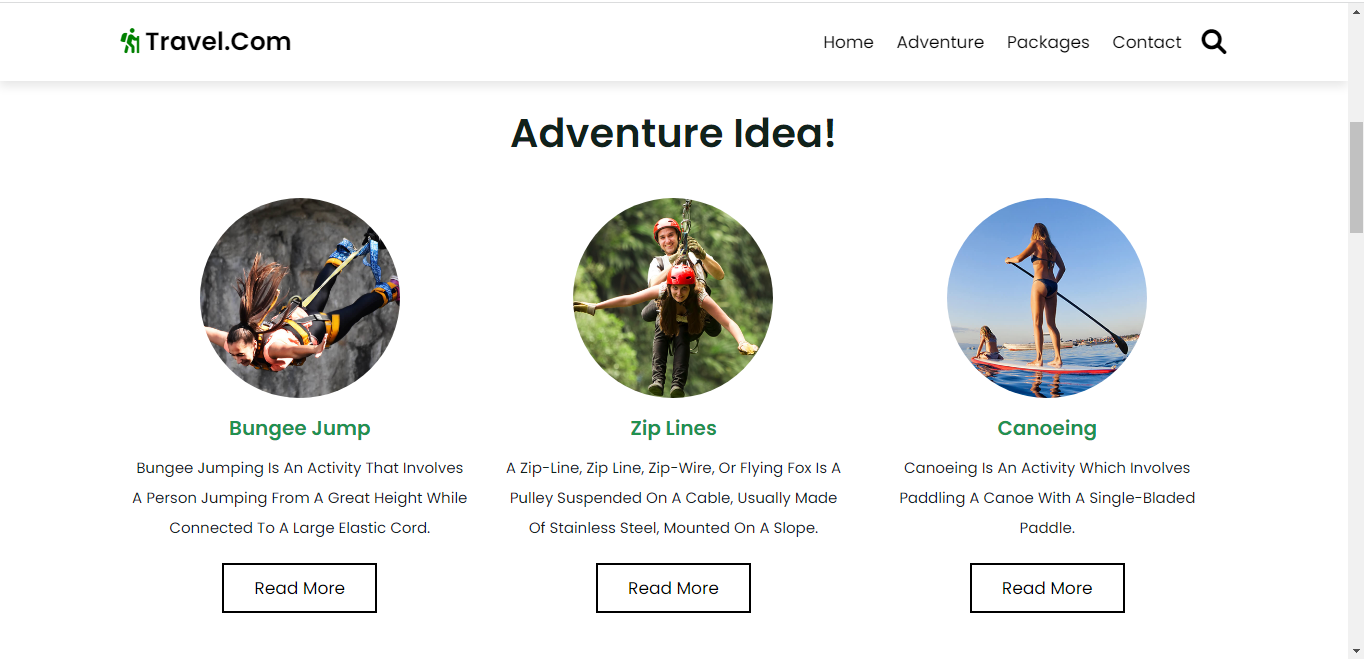 Travel.Com
Home Adventure Packages Contact
Adventure Idea!
Bungee Jump
Bungee Jumping Is An Activity That Involves
A Person Jumping From A Great Height While
Connected To A Large Elastic Cord.
Read More
Zip Lines
A Zip-Line, Zip Line, Zip-Wire, Or Flying Fox Is A
Pulley Suspended On A Cable, Usually Made
Of Stainless Steel, Mounted On A Slope.
Read More
Canoeing
Canoeing Is An Activity Which Involves
Paddling A Canoe With A Single-Bladed
Paddle.
Read More